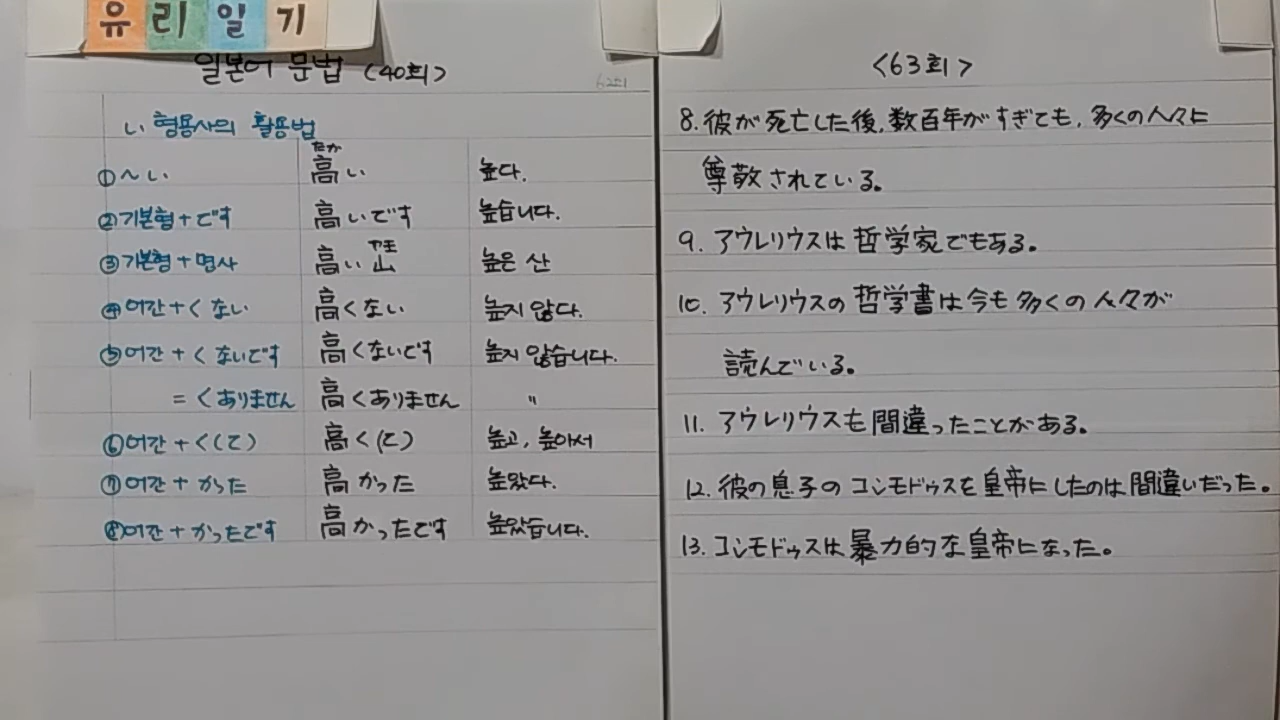 유리일기
일본어 문법 <40회>
62회
い 형용사의 활용법
①~い 高い 높다.
たか
②기본형+です 高いです 높습니다.
③기본형+명사 高い 山 높은 산
ヤマ
④어간+くない 高くない 높지 않다.
⑤어간+くないです 高くないです 높지 않습니다.
=くありません 高くありません 〃
⑥어간+く(て) 高く(て) 높고, 높아서
⑦어간+かった 高かった 높았다.
⑧어간+かったです 高かったです 높았습니다.
<63회>
8. 彼が死亡した後, 数百年がすぎても, 多くの人々に
尊敬されている。
9. アウレリウスは哲学家でもある。
10. アウレリウスの哲学書は今も多くの人々が
読んでいる。
11. アウレリウスも間違ったことがある。
12. 彼の息子のコンモドゥスを皇帝にしたのは間違いだった。
13. コンモドゥスは暴力的な皇帝になった。